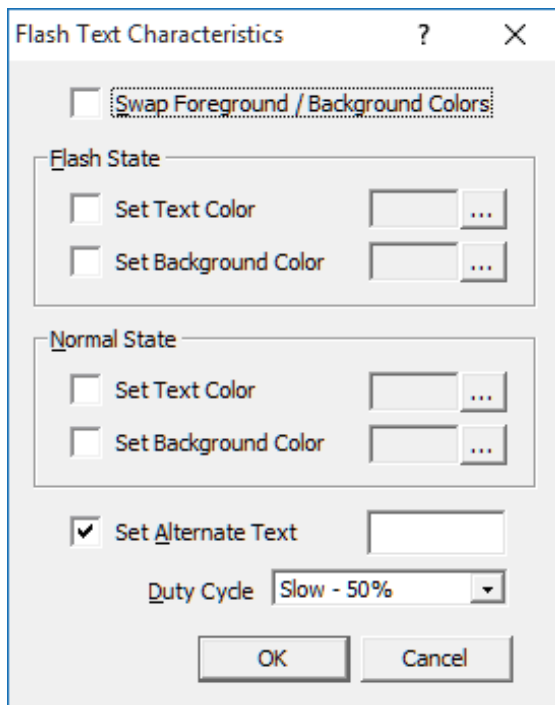 Flash Text Characteristics ? ×
Swap Foreground / Background Colors
Flash State
Set Text Color ...
Set Background Color ...
Normal State
Set Text Color ...
Set Background Color ...
Set Alternate Text
Duty Cycle Slow - 50%
OK Cancel